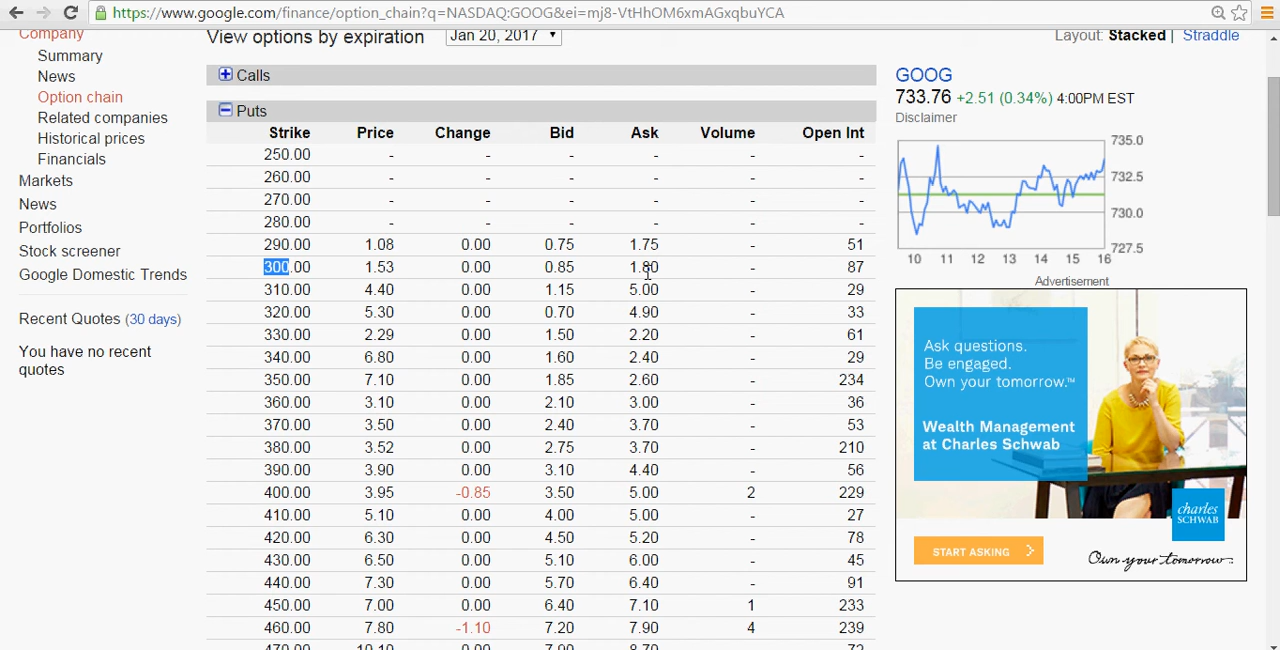 https://www.google.com/finance/option_chain?q=NASDAQ:GOOG&ei=mj8-VtHhOM6xmAGxqbuYCA
Company
Summary
News
Option chain
Related companies
Historical prices
Financials
Markets
News
Portfolios
Stock screener
Google Domestic Trends
Recent Quotes (30 days)
You have no recent
quotes
View options by expiration Jan 20, 2017
Layout: Stacked | Straddle
Calls
Puts
Strike Price Change Bid Ask Volume Open Int
250.00 - - - - - -
260.00 - - - - - -
270.00 - - - - - -
280.00 - - - - - -
290.00 1.08 0.00 0.75 1.75 - 51
300.00 1.53 0.00 0.85 1.80 - 87
310.00 4.40 0.00 1.15 5.00 - 29
320.00 5.30 0.00 0.70 4.90 - 33
330.00 2.29 0.00 1.50 2.20 - 61
340.00 6.80 0.00 1.60 2.40 - 29
350.00 7.10 0.00 1.85 2.60 - 234
360.00 3.10 0.00 2.10 3.00 - 36
370.00 3.50 0.00 2.40 3.70 - 53
380.00 3.52 0.00 2.75 3.70 - 210
390.00 3.90 0.00 3.10 4.40 - 56
400.00 3.95 -0.85 3.50 5.00 2 229
410.00 5.10 0.00 4.00 5.00 - 27
420.00 6.30 0.00 4.50 5.20 - 78
430.00 6.50 0.00 5.10 6.00 - 45
440.00 7.30 0.00 5.70 6.40 - 91
450.00 7.00 0.00 6.40 7.10 1 233
460.00 7.80 -1.10 7.20 7.90 4 239
GOOG
733.76 +2.51 (0.34%) 4:00PM EST
Disclaimer
735.0
732.5
730.0
727.5
10 11 12 13 14 15 16
Advertisement
Ask questions.
Be engaged.
Own your tomorrow.™
Wealth Management
at Charles Schwab
charles
SCHWAB
START ASKING
Own your tomorrow.